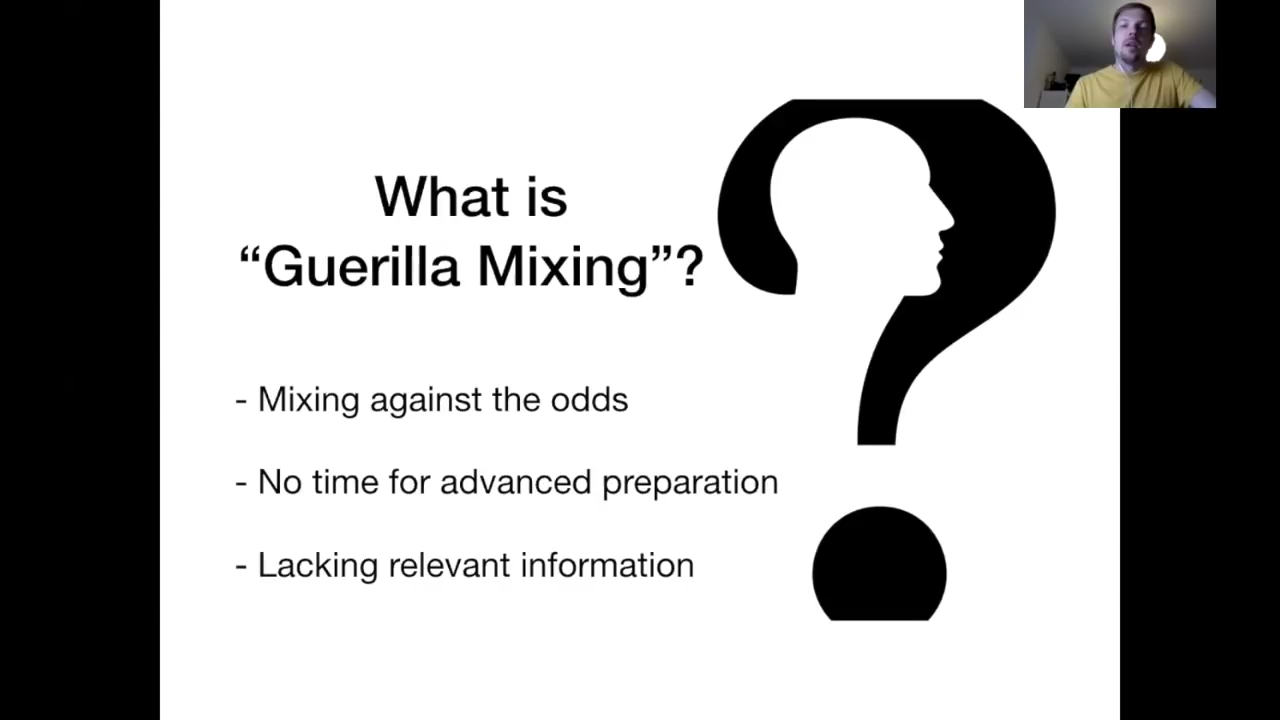 What is
“Guerilla Mixing”?
- Mixing against the odds
- No time for advanced preparation
- Lacking relevant information